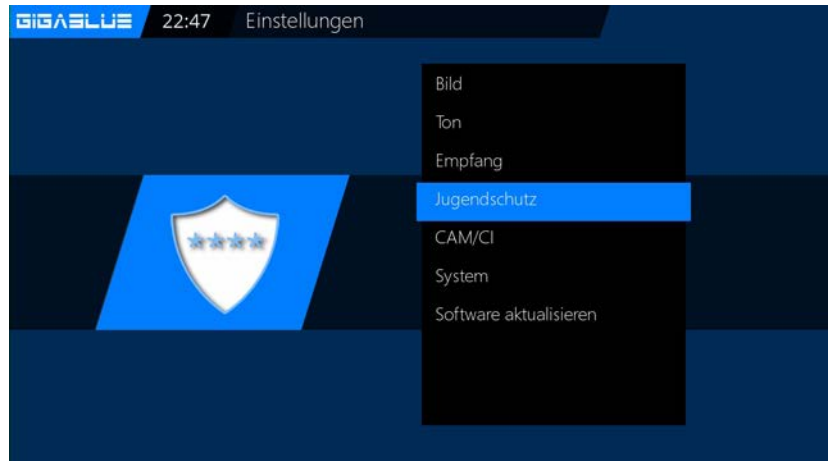 GIGABLUE 22:47 Einstellungen
Bild
Ton
Empfang
Jugendschutz
****
CAM/CI
System
Software aktualisieren